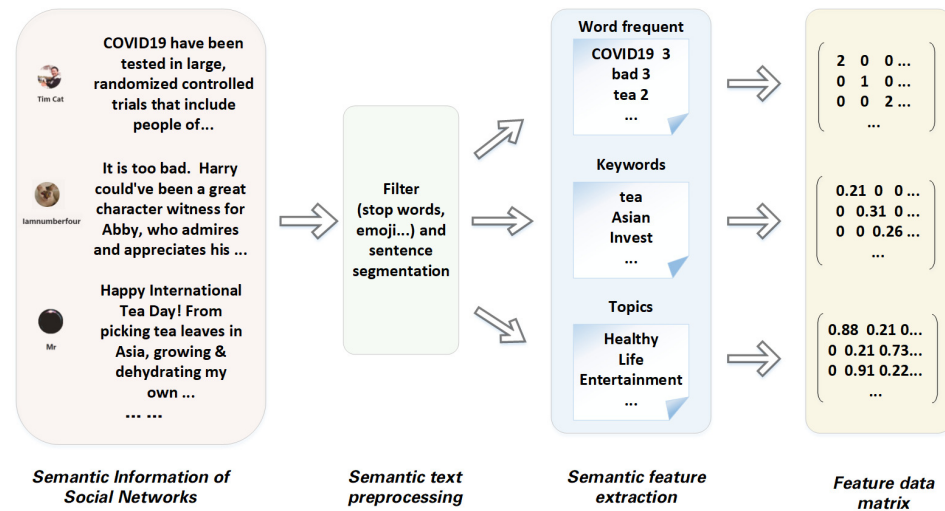 COVID19 have been
tested in large,
randomized controlled
trials that include
people of...
Tim Cat
It is too bad. Harry
could've been a great
character witness for
Abby, who admires
and appreciates his ...
Iamnumberfour
Happy International
Tea Day! From
picking tea leaves in
Asia, growing &
dehydrating my
own ...
Mr
... ...
Semantic Information of
Social Networks
Filter
(stop words,
emoji...) and
sentence
segmentation
Semantic text
preprocessing
Word frequent
COVID19 3
bad 3
tea 2
...
Keywords
tea
Asian
Invest
...
Topics
Healthy
Life
Entertainment
...
Semantic feature
extraction
2 0 0 ...
0 1 0 ...
0 0 2 ...
...
0.21 0 0 ...
0 0.31 0 ...
0 0 0.26 ...
...
0.88 0.21 0...
0 0.21 0.73...
0 0.91 0.22...
...
Feature data
matrix